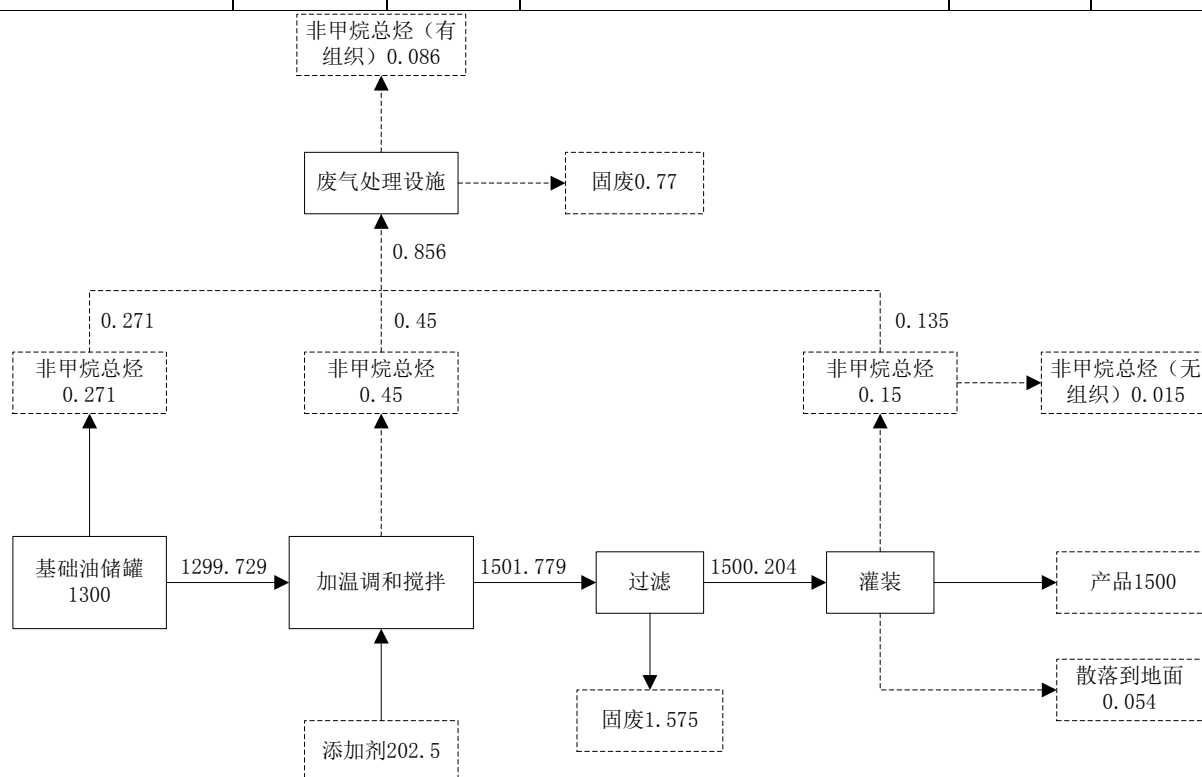 非甲烷总烃（有
组织）0.086
废气处理设施
固废0.77
0.856
0.271
0.45
0.135
非甲烷总烃
0.271
非甲烷总烃
0.45
非甲烷总烃
0.15
非甲烷总烃（无
组织）0.015
基础油储罐
1300
1299.729
加温调和搅拌
1501.779
过滤
1500.204
灌装
产品1500
散落到地面
0.054
固废1.575
添加剂202.5